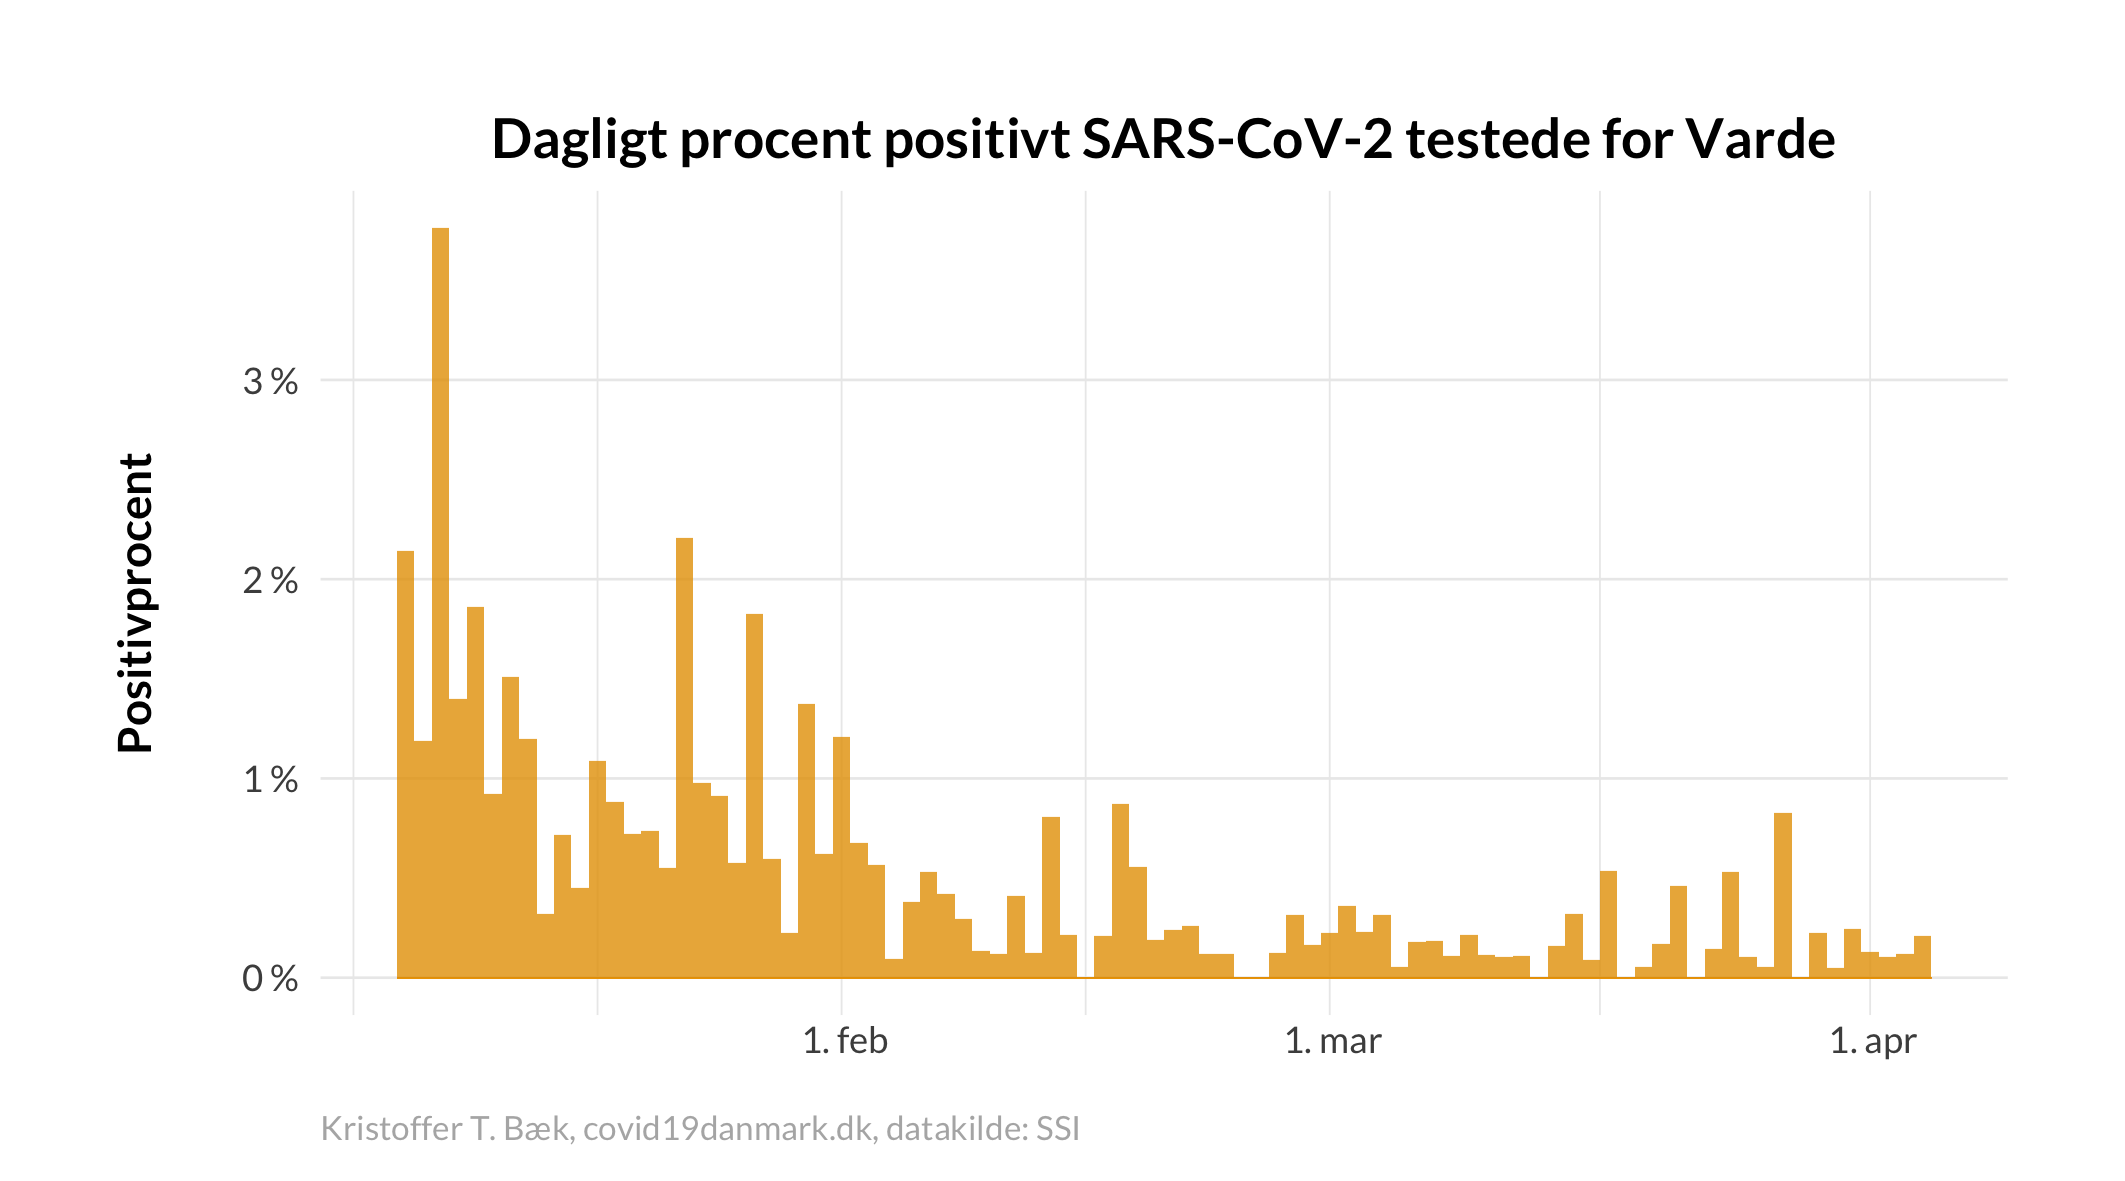 Dagligt procent positivt SARS-CoV-2 testede for Varde
Positivprocent
3 %
2 %
1 %
0 %
1. feb
1. mar
1. apr
Kristoffer T. Bæk, covid19danmark.dk, datakilde: SSI